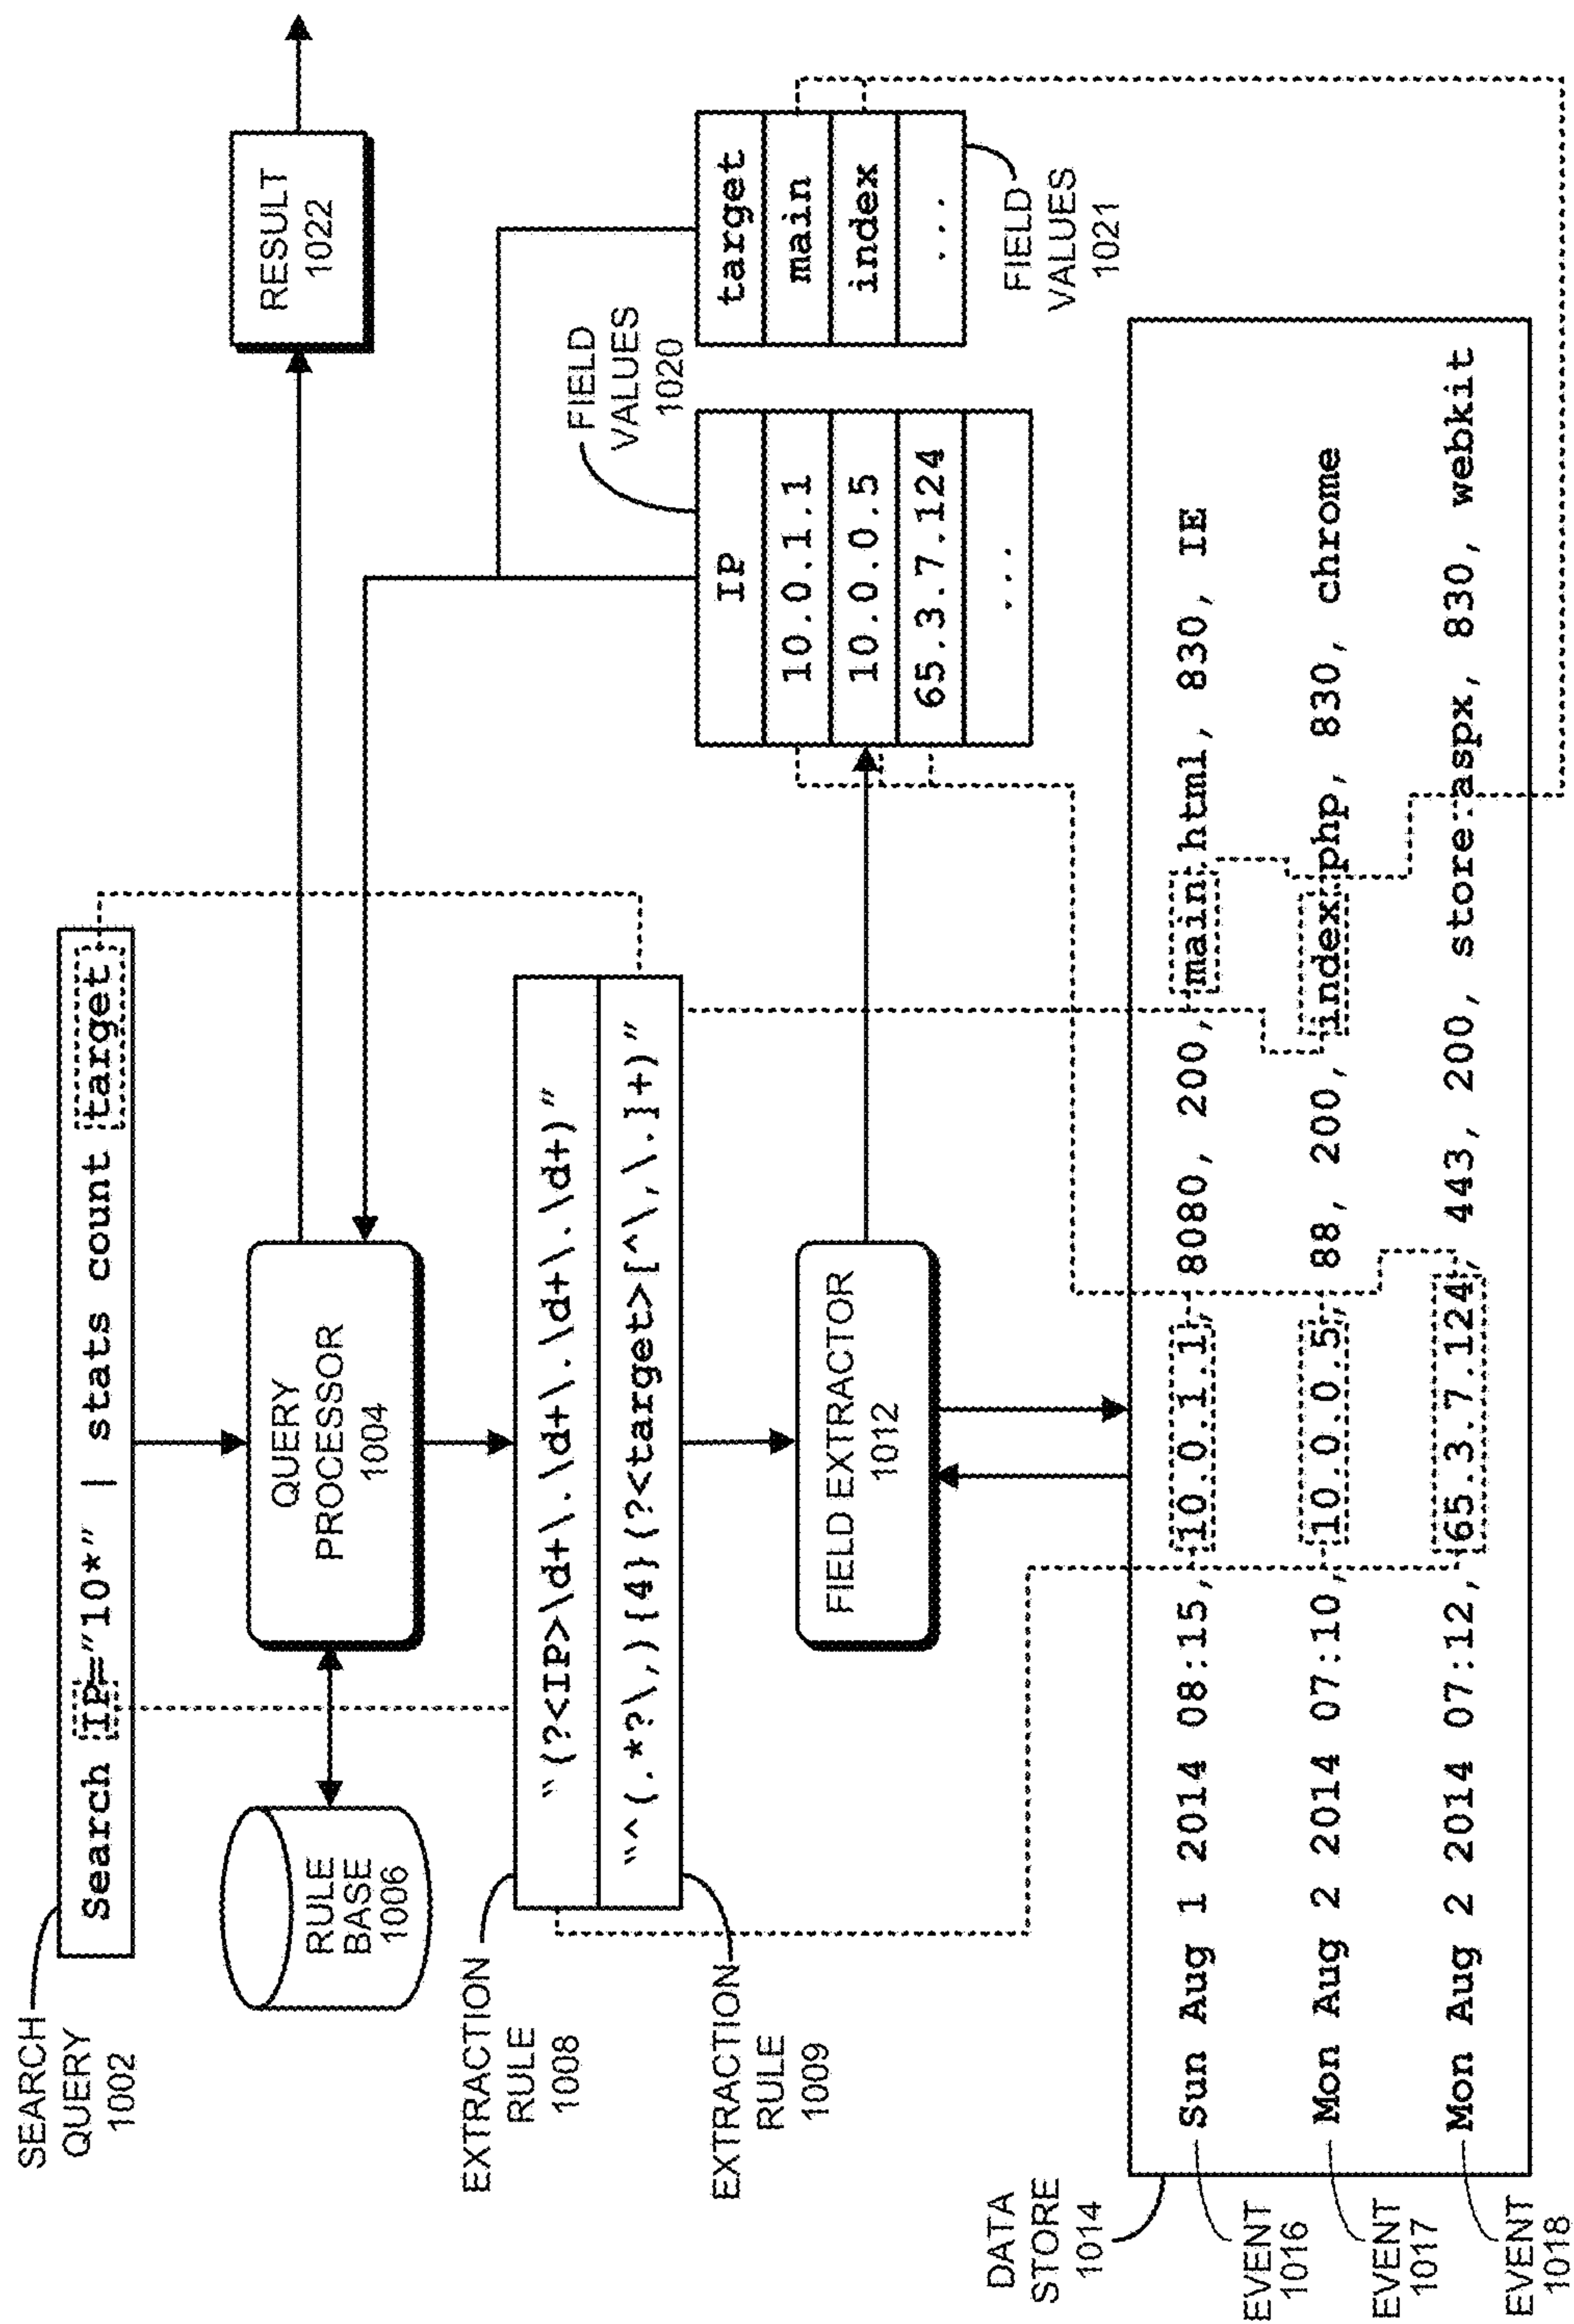 SEARCH
QUERY
1002
Search IP="10*" | stats count target
RULE
BASE
1006
QUERY
PROCESSOR
1004
RESULT
1022
EXTRACTION
RULE
1008
"(?<IP>\d+\.\d+\.\d+\.\d+)"
"^(.*?\,){4}(?<target>[^\,\.]+)"
EXTRACTION
RULE
1009
FIELD EXTRACTOR
1012
FIELD
VALUES
1020
IP
10.0.1.1
10.0.0.5
65.3.7.124
...
target
main
index
...
FIELD
VALUES
1021
DATA
STORE
1014
Sun Aug 1 2014 08:15, 10.0.1.1, 8080, 200, main.html, 830, IE
Mon Aug 2 2014 07:10, 10.0.0.5, 88, 200, index.php, 830, chrome
Mon Aug 2 2014 07:12, 65.3.7.124, 443, 200, store.aspx, 830, webkit
EVENT
1016
EVENT
1017
EVENT
1018